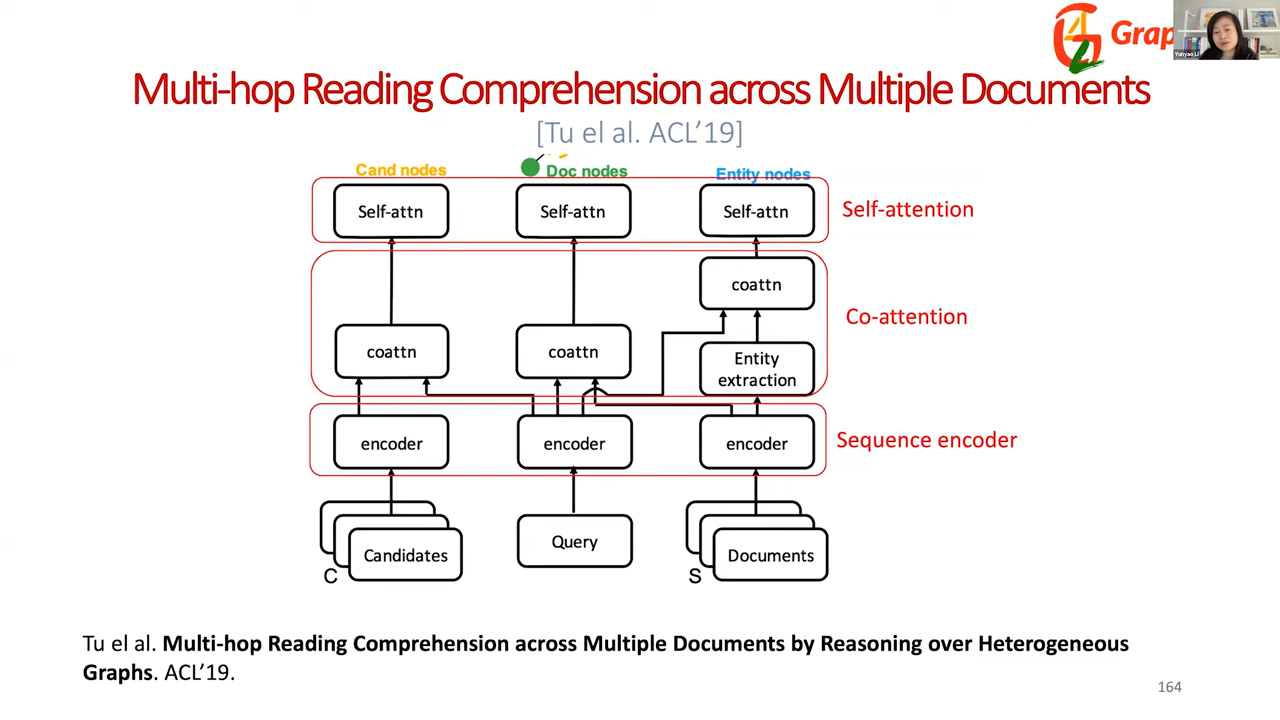 Grap
Yunyao Li
Multi-hop Reading Comprehension across Multiple Documents
[Tu el al. ACL’19]
Cand nodes
Doc nodes
Entity nodes
Self-attn
Self-attn
Self-attn
Self-attention
coattn
Co-attention
coattn
coattn
Entity
extraction
encoder
encoder
encoder
Sequence encoder
Candidates
Query
Documents
C
S
Tu el al. Multi-hop Reading Comprehension across Multiple Documents by Reasoning over Heterogeneous
Graphs. ACL’19.
164